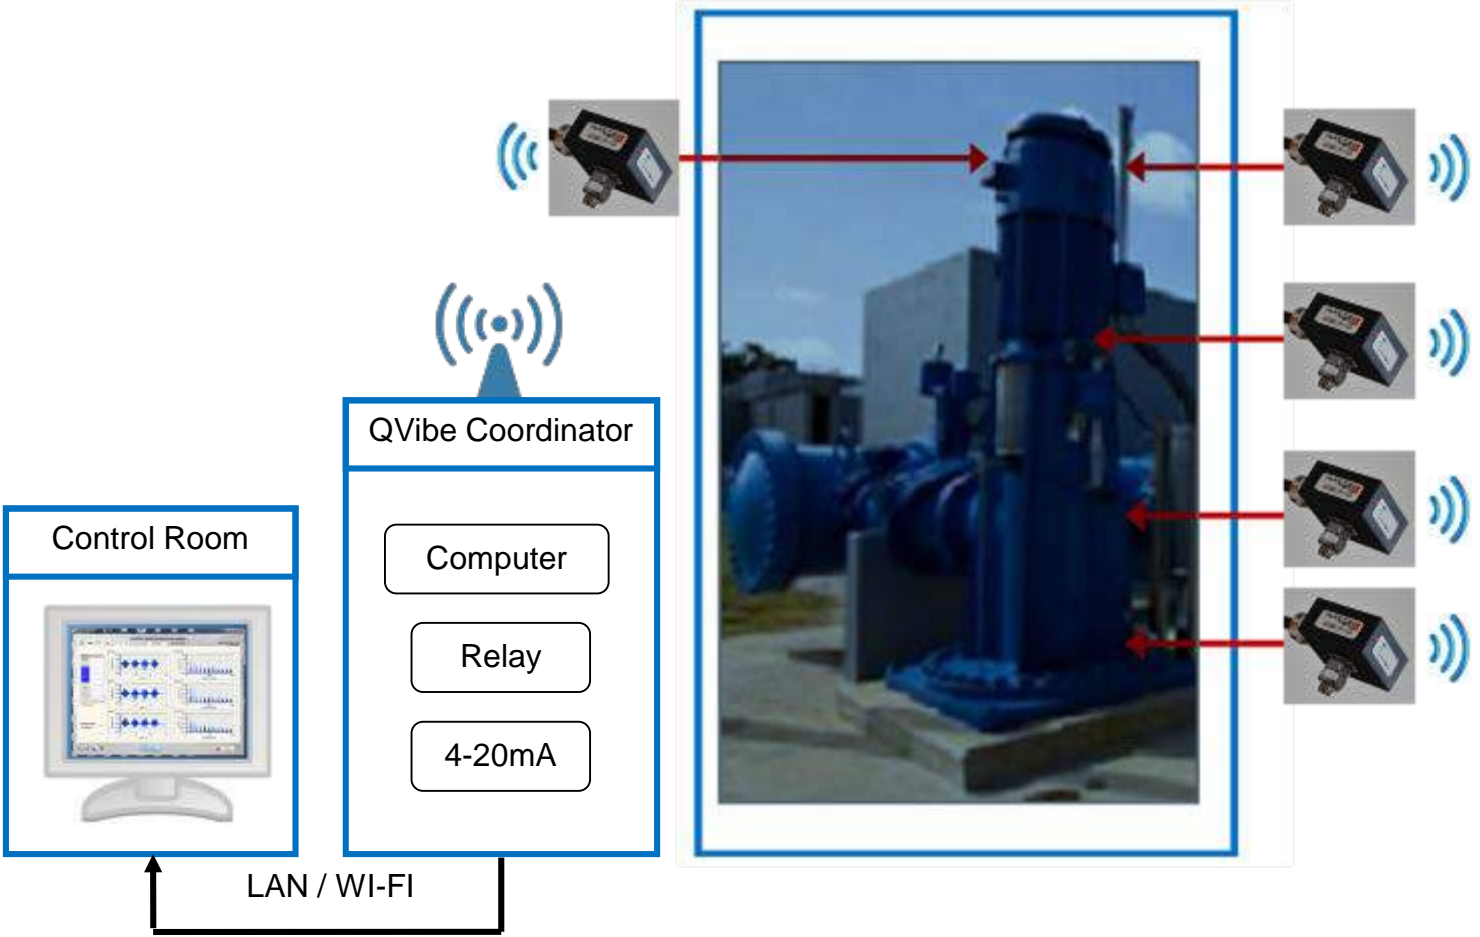 QVibe Coordinator
Computer
Relay
4-20mA
Control Room
LAN / WI-FI